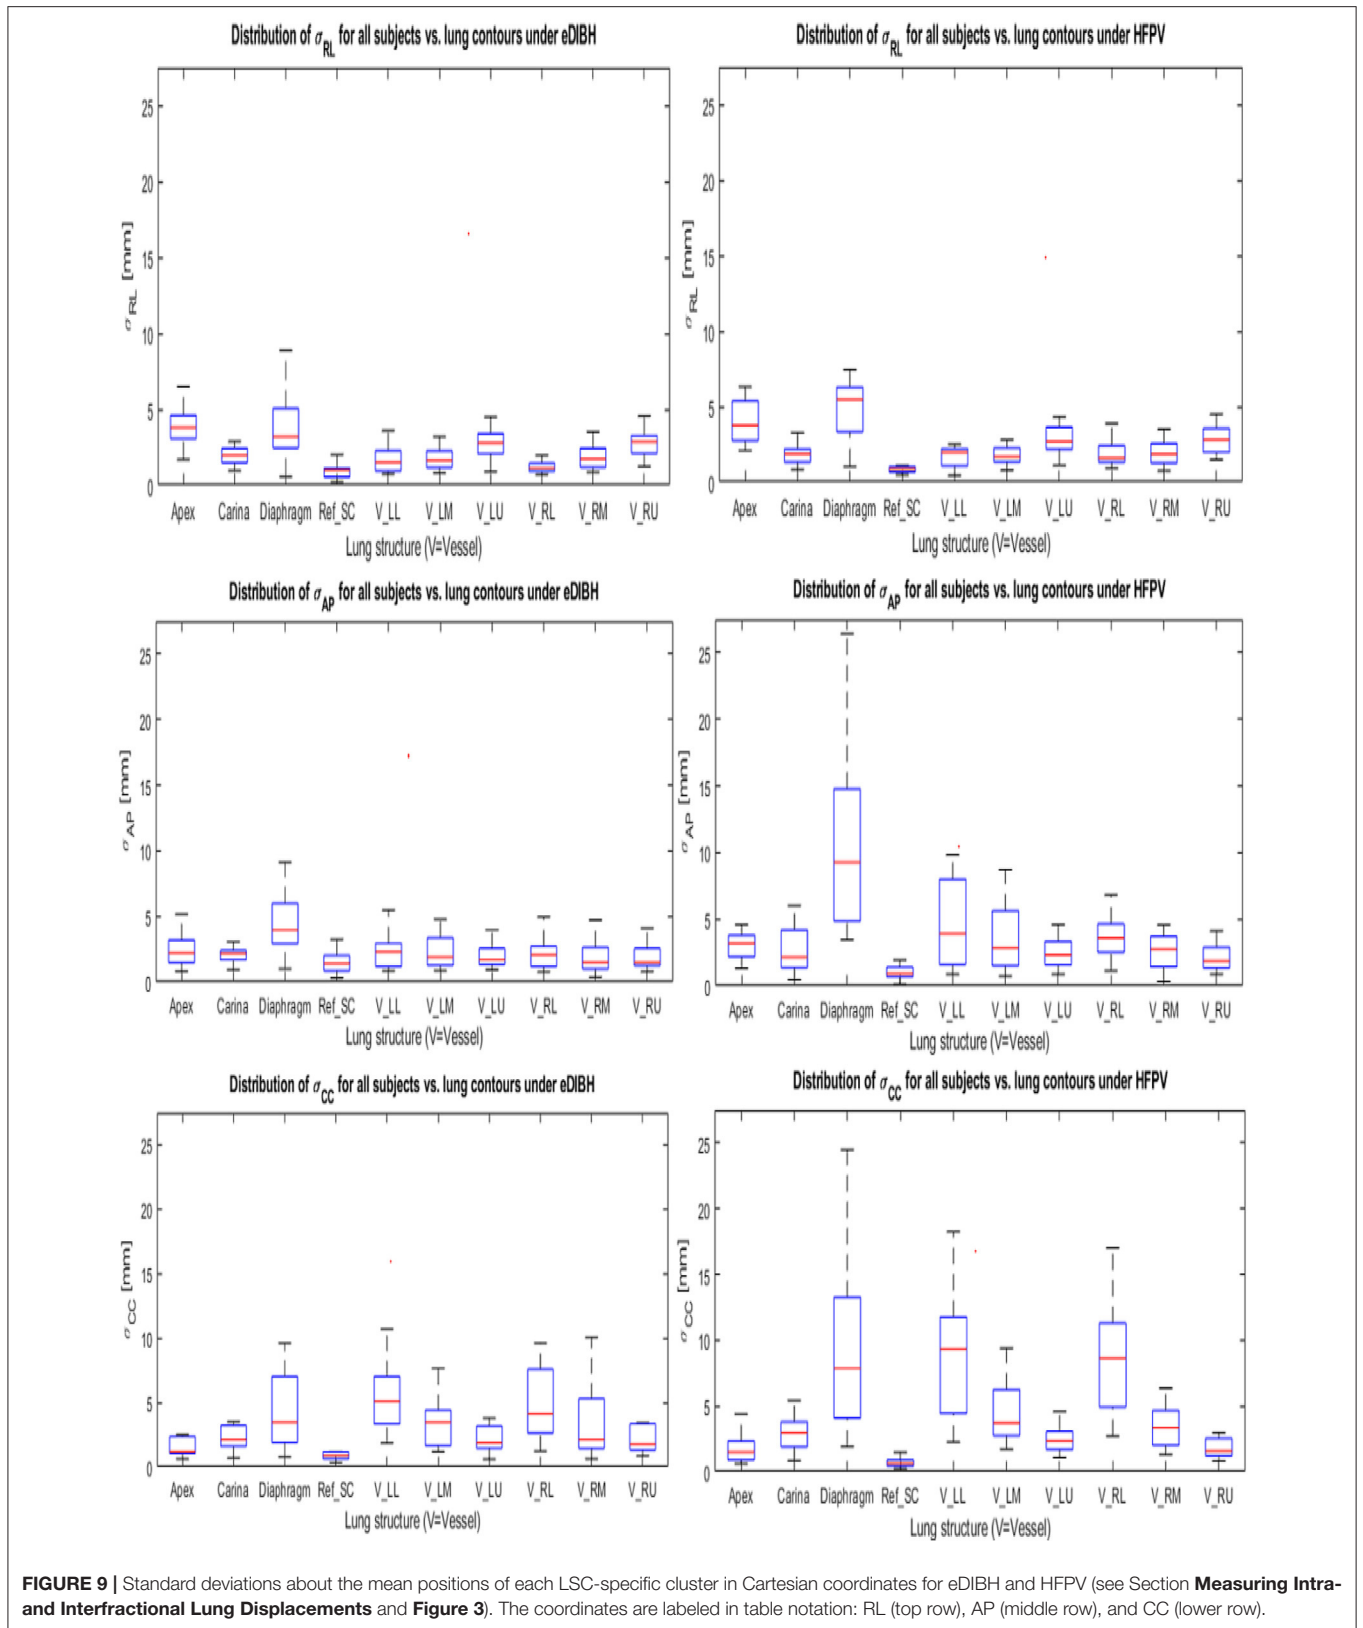 Distribution of σRL for all subjects vs. lung contours under eDIBH
25
20
15
10
5
0
σRL [mm]
Apex Carina Diaphragm Ref_SC V_LL V_LM V_LU V_RL V_RM V_RU
Lung structure (V=Vessel)
Distribution of σRL for all subjects vs. lung contours under HFPV
25
20
15
10
5
0
σRL [mm]
Apex Carina Diaphragm Ref_SC V_LL V_LM V_LU V_RL V_RM V_RU
Lung structure (V=Vessel)
Distribution of σAP for all subjects vs. lung contours under eDIBH
25
20
15
10
5
0
σAP [mm]
Apex Carina Diaphragm Ref_SC V_LL V_LM V_LU V_RL V_RM V_RU
Lung structure (V=Vessel)
Distribution of σAP for all subjects vs. lung contours under HFPV
25
20
15
10
5
0
σAP [mm]
Apex Carina Diaphragm Ref_SC V_LL V_LM V_LU V_RL V_RM V_RU
Lung structure (V=Vessel)
Distribution of σCC for all subjects vs. lung contours under eDIBH
25
20
15
10
5
0
σCC [mm]
Apex Carina Diaphragm Ref_SC V_LL V_LM V_LU V_RL V_RM V_RU
Lung structure (V=Vessel)
Distribution of σCC for all subjects vs. lung contours under HFPV
25
20
15
10
5
0
σCC [mm]
Apex Carina Diaphragm Ref_SC V_LL V_LM V_LU V_RL V_RM V_RU
Lung structure (V=Vessel)
FIGURE 9 | Standard deviations about the mean positions of each LSC-specific cluster in Cartesian coordinates for eDIBH and HFPV (see Section Measuring Intra-
and Interfractional Lung Displacements and Figure 3). The coordinates are labeled in table notation: RL (top row), AP (middle row), and CC (lower row).